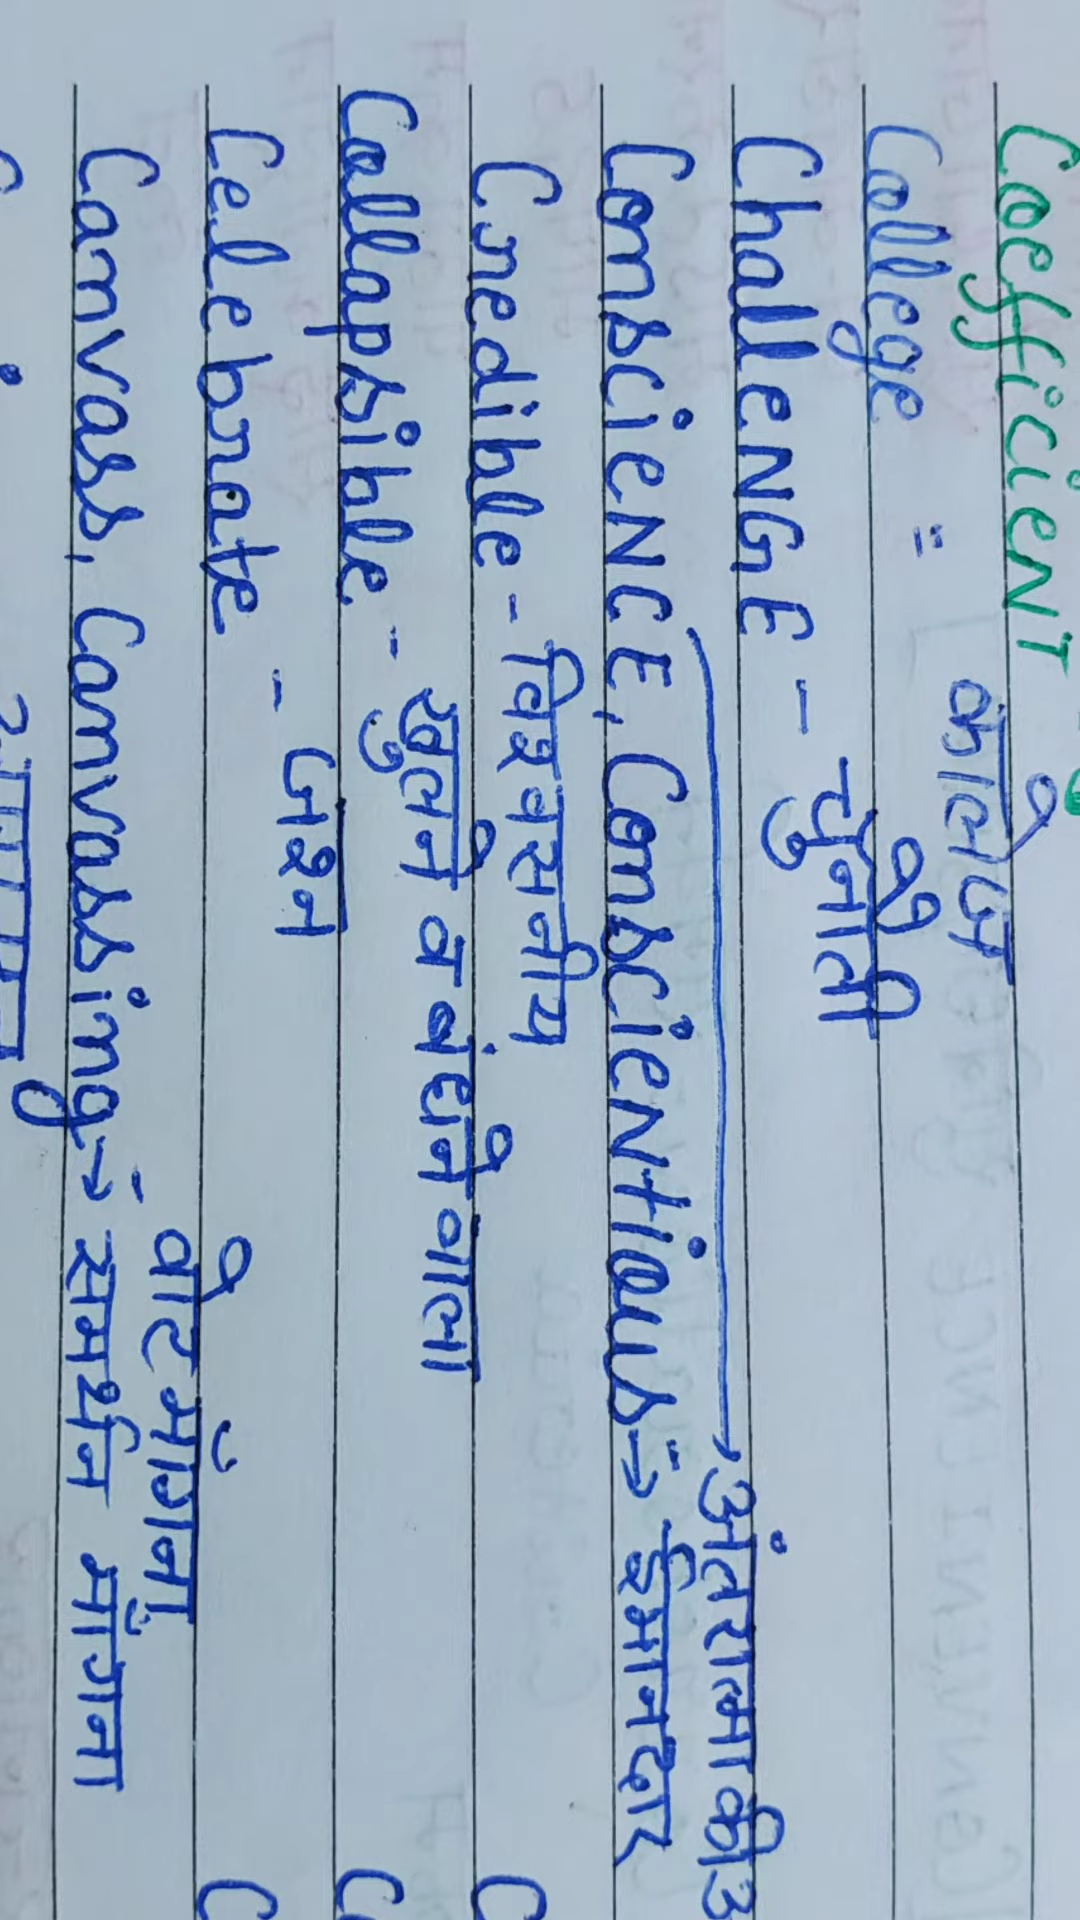 Coefficient
College = कॉलेज
ChalleNGE - चुनौती
ConscieNCE, ConscieNtious → ईमानदार
→ अंतरात्मा की
Credible - विश्वसनीय
Collapsible - खुलने व बंधने वाला
Celebrate - जश्न
वोट माँगना
Canvass, Canvassing → समर्थन माँगना